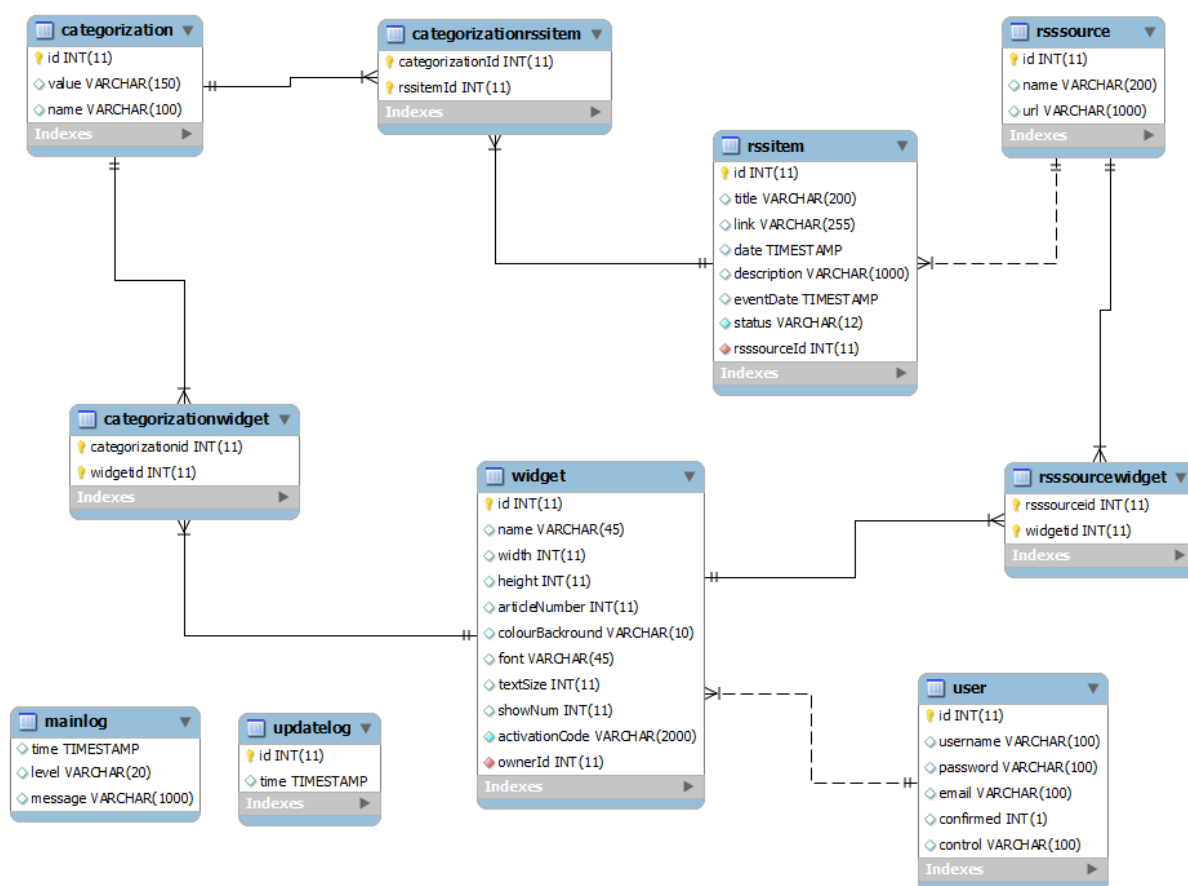 categorization
id INT(11)
value VARCHAR(150)
name VARCHAR(100)
Indexes
categorizationrssitem
categorizationId INT(11)
rssitemId INT(11)
Indexes
rsssource
id INT(11)
name VARCHAR(200)
url VARCHAR(1000)
Indexes
rssitem
id INT(11)
title VARCHAR(200)
link VARCHAR(255)
date TIMESTAMP
description VARCHAR(1000)
eventDate TIMESTAMP
status VARCHAR(12)
rsssourceId INT(11)
Indexes
categorizationwidget
categorizationid INT(11)
widgetid INT(11)
Indexes
widget
id INT(11)
name VARCHAR(45)
width INT(11)
height INT(11)
articleNumber INT(11)
colourBackround VARCHAR(10)
font VARCHAR(45)
textSize INT(11)
showNum INT(11)
activationCode VARCHAR(2000)
ownerId INT(11)
Indexes
rsssourcewidget
rsssourceid INT(11)
widgetid INT(11)
Indexes
mainlog
time TIMESTAMP
level VARCHAR(20)
message VARCHAR(1000)
updatelog
id INT(11)
time TIMESTAMP
Indexes
user
id INT(11)
username VARCHAR(100)
password VARCHAR(100)
email VARCHAR(100)
confirmed INT(1)
control VARCHAR(100)
Indexes